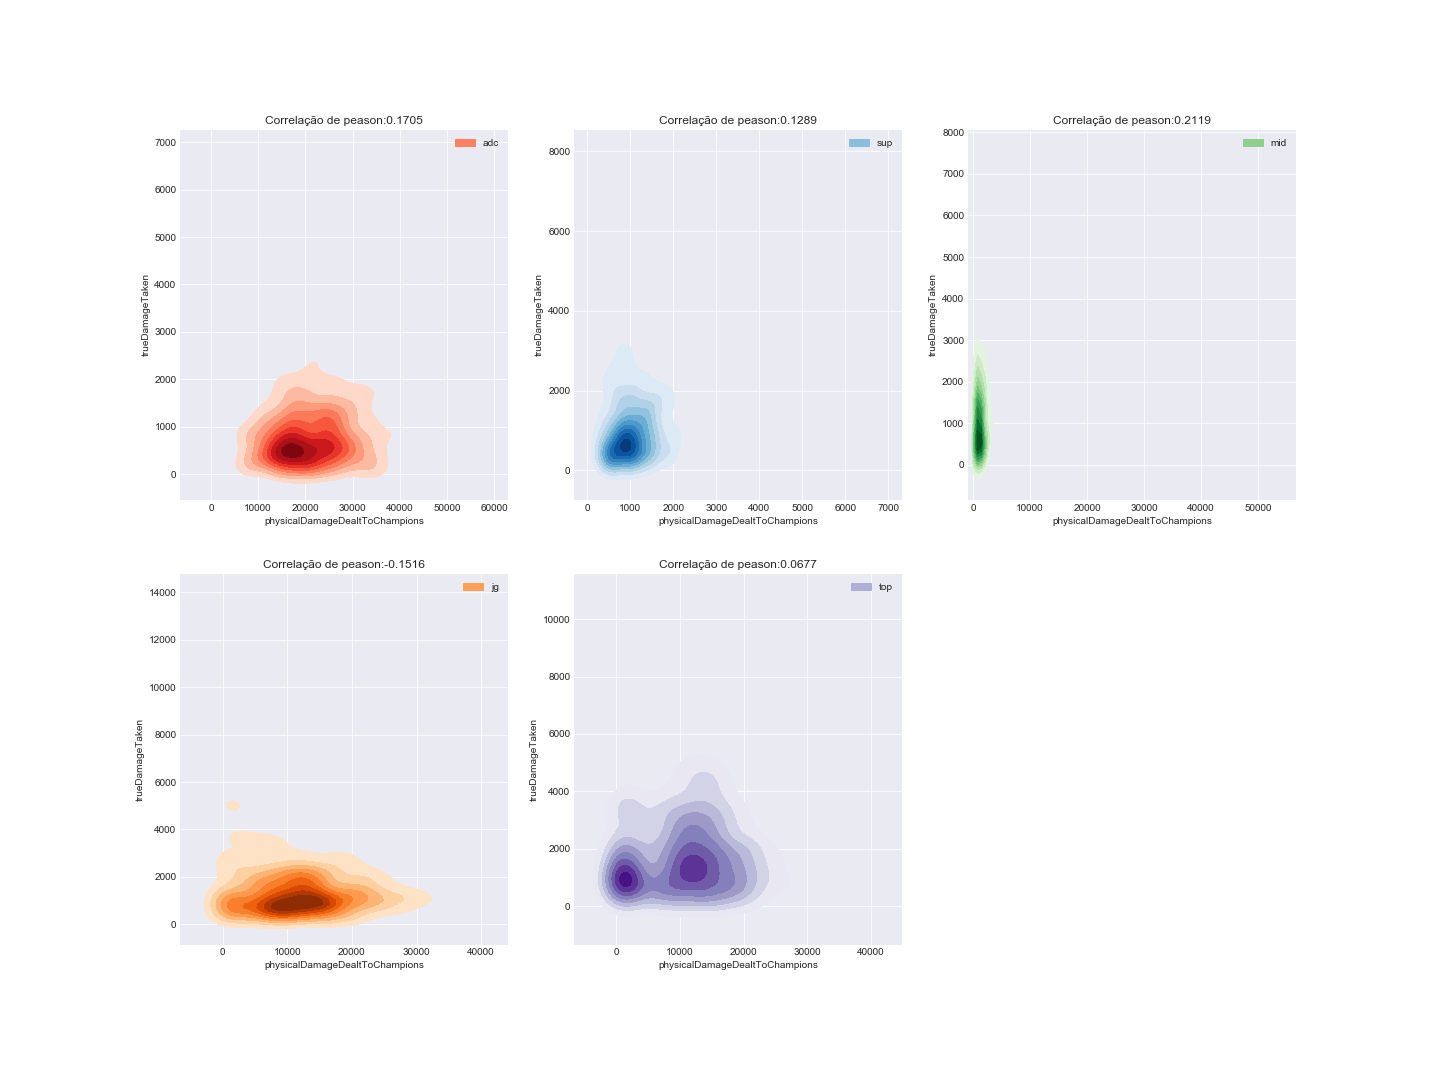 Correlação de peason:0.1705
adc
7000
6000
5000
4000
3000
2000
1000
0
trueDamageTaken
0 10000 20000 30000 40000 50000 60000
physicalDamageDealtToChampions
Correlação de peason:0.1289
sup
8000
6000
4000
2000
0
trueDamageTaken
0 1000 2000 3000 4000 5000 6000 7000
physicalDamageDealtToChampions
Correlação de peason:0.2119
mid
8000
7000
6000
5000
4000
3000
2000
1000
0
trueDamageTaken
0 10000 20000 30000 40000 50000
physicalDamageDealtToChampions
Correlação de peason:-0.1516
jg
14000
12000
10000
8000
6000
4000
2000
0
trueDamageTaken
0 10000 20000 30000 40000
physicalDamageDealtToChampions
Correlação de peason:0.0677
top
10000
8000
6000
4000
2000
0
trueDamageTaken
0 10000 20000 30000 40000
physicalDamageDealtToChampions